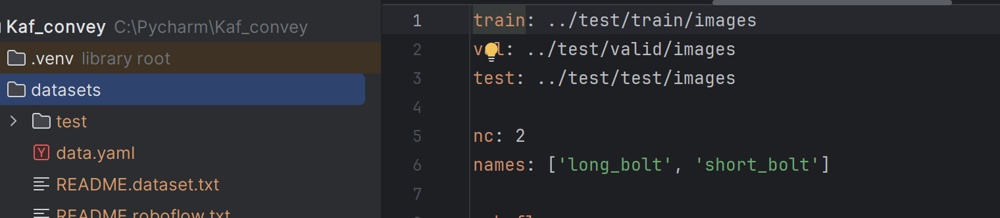 Kaf_convey C:\Pycharm\Kaf_convey
.venv library root
datasets
test
Y data.yaml
README.dataset.txt
README.roboflow.txt
1 train: ../test/train/images
2 val: ../test/valid/images
3 test: ../test/test/images
4
5 nc: 2
6 names: ['long_bolt', 'short_bolt']
7